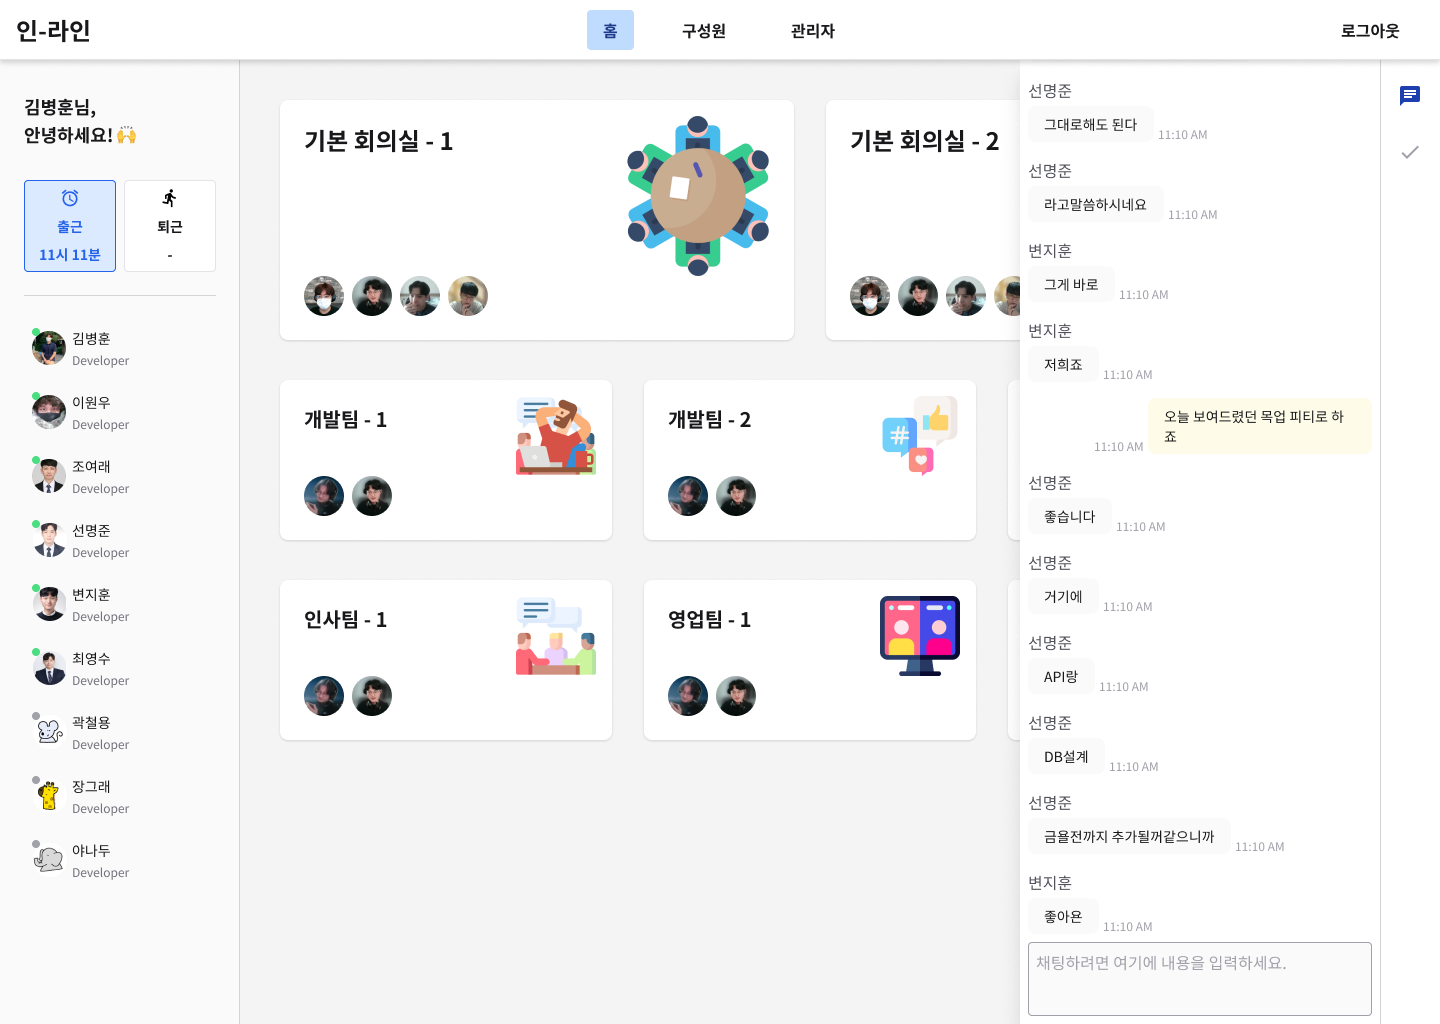 인-라인
홈
구성원
관리자
로그아웃
김병훈님,
안녕하세요! 🙌
출근
11시 11분
퇴근
-
김병훈
Developer
이원우
Developer
조여래
Developer
선명준
Developer
변지훈
Developer
최영수
Developer
곽철용
Developer
장그래
Developer
야나두
Developer
기본 회의실 - 1
기본 회의실 - 2
개발팀 - 1
개발팀 - 2
#
인사팀 - 1
영업팀 - 1
선명준
그대로해도 된다
11:10 AM
선명준
라고말씀하시네요
11:10 AM
변지훈
그게 바로
11:10 AM
변지훈
저희죠
11:10 AM
오늘 보여드렸던 목업 피티로 하
죠
11:10 AM
선명준
좋습니다
11:10 AM
선명준
거기에
11:10 AM
선명준
API랑
11:10 AM
선명준
DB설계
11:10 AM
선명준
금욜전까지 추가될꺼같으니까
11:10 AM
변지훈
좋아욘
11:10 AM
채팅하려면 여기에 내용을 입력하세요.